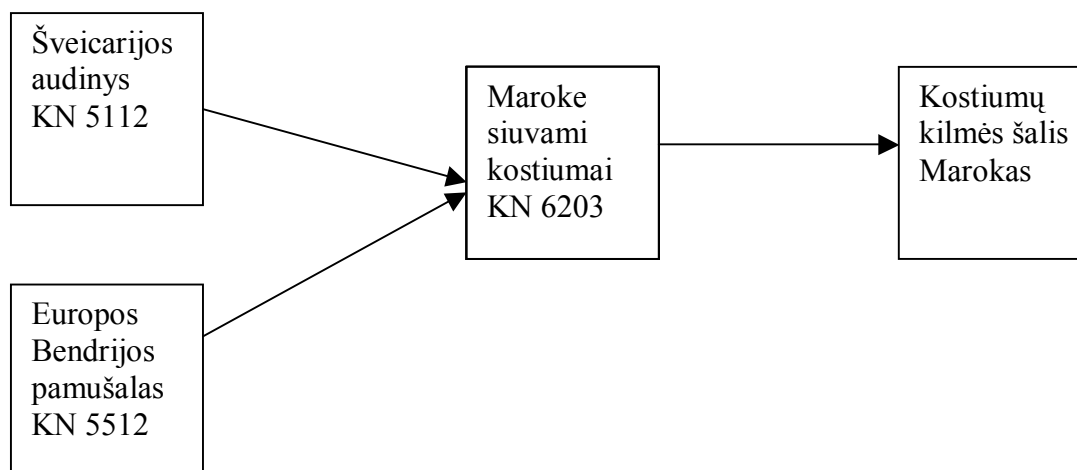 Šveicarijos
audinys
KN 5112
Maroke
siuvami
kostiumai
KN 6203
Kostiumų
kilmės šalis
Marokas
Europos
Bendrijos
pamušalas
KN 5512